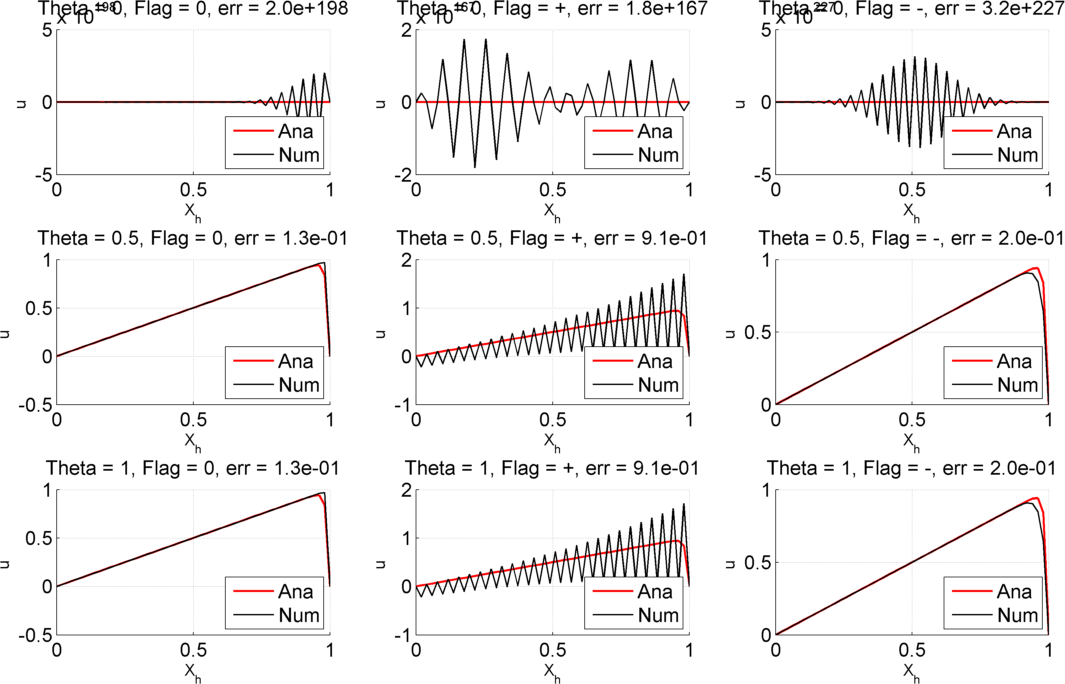 Theta = 0, Flag = 0, err = 2.0e+198
x 10^198
5
0
-5
u
0
0.5
1
X_h
Ana
Num
Theta = 0, Flag = +, err = 1.8e+167
x 10^167
2
0
-2
u
0
0.5
1
X_h
Ana
Num
Theta = 0, Flag = -, err = 3.2e+227
x 10^227
5
0
-5
u
0
0.5
1
X_h
Ana
Num
Theta = 0.5, Flag = 0, err = 1.3e-01
1
0.5
0
-0.5
u
0
0.5
1
X_h
Ana
Num
Theta = 0.5, Flag = +, err = 9.1e-01
2
1
0
-1
u
0
0.5
1
X_h
Ana
Num
Theta = 0.5, Flag = -, err = 2.0e-01
1
0.5
0
u
0
0.5
1
X_h
Ana
Num
Theta = 1, Flag = 0, err = 1.3e-01
1
0.5
0
-0.5
u
0
0.5
1
X_h
Ana
Num
Theta = 1, Flag = +, err = 9.1e-01
2
1
0
-1
u
0
0.5
1
X_h
Ana
Num
Theta = 1, Flag = -, err = 2.0e-01
1
0.5
0
u
0
0.5
1
X_h
Ana
Num